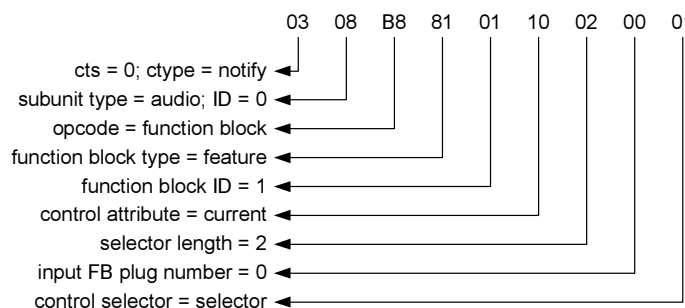 03 08 B8 81 01 10 02 00
cts = 0; ctype = notify
subunit type = audio; ID = 0
opcode = function block
function block type = feature
function block ID = 1
control attribute = current
selector length = 2
input FB plug number = 0
control selector = selector